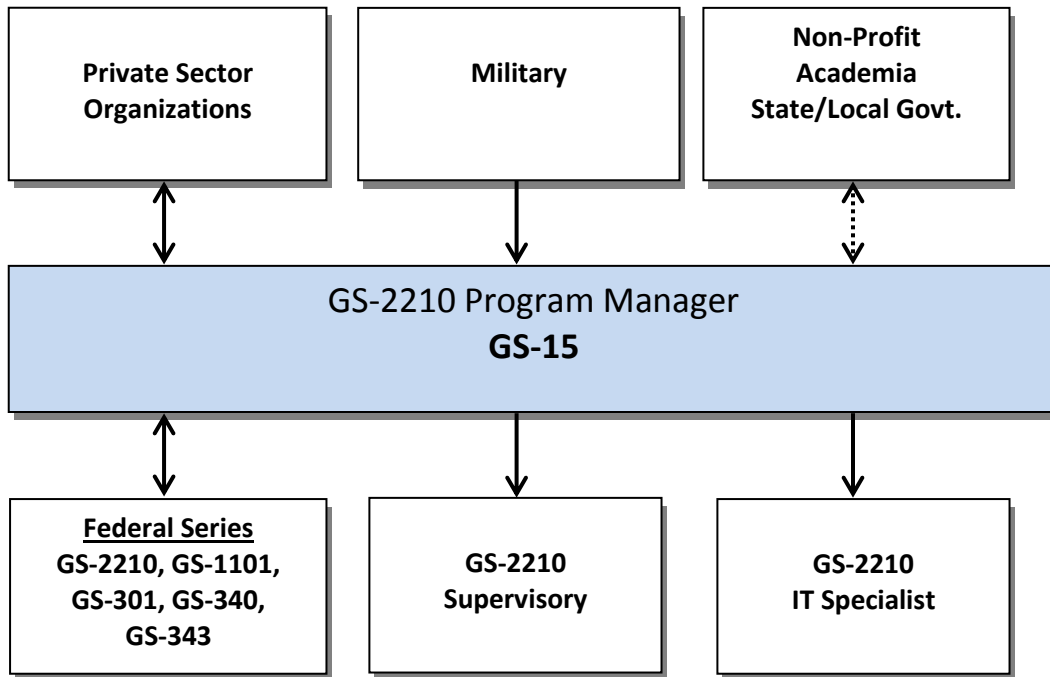 Private Sector
Organizations
Military
Non-Profit
Academia
State/Local Govt.
GS-2210 Program Manager
GS-15
Federal Series
GS-2210, GS-1101,
GS-301, GS-340,
GS-343
GS-2210
Supervisory
GS-2210
IT Specialist